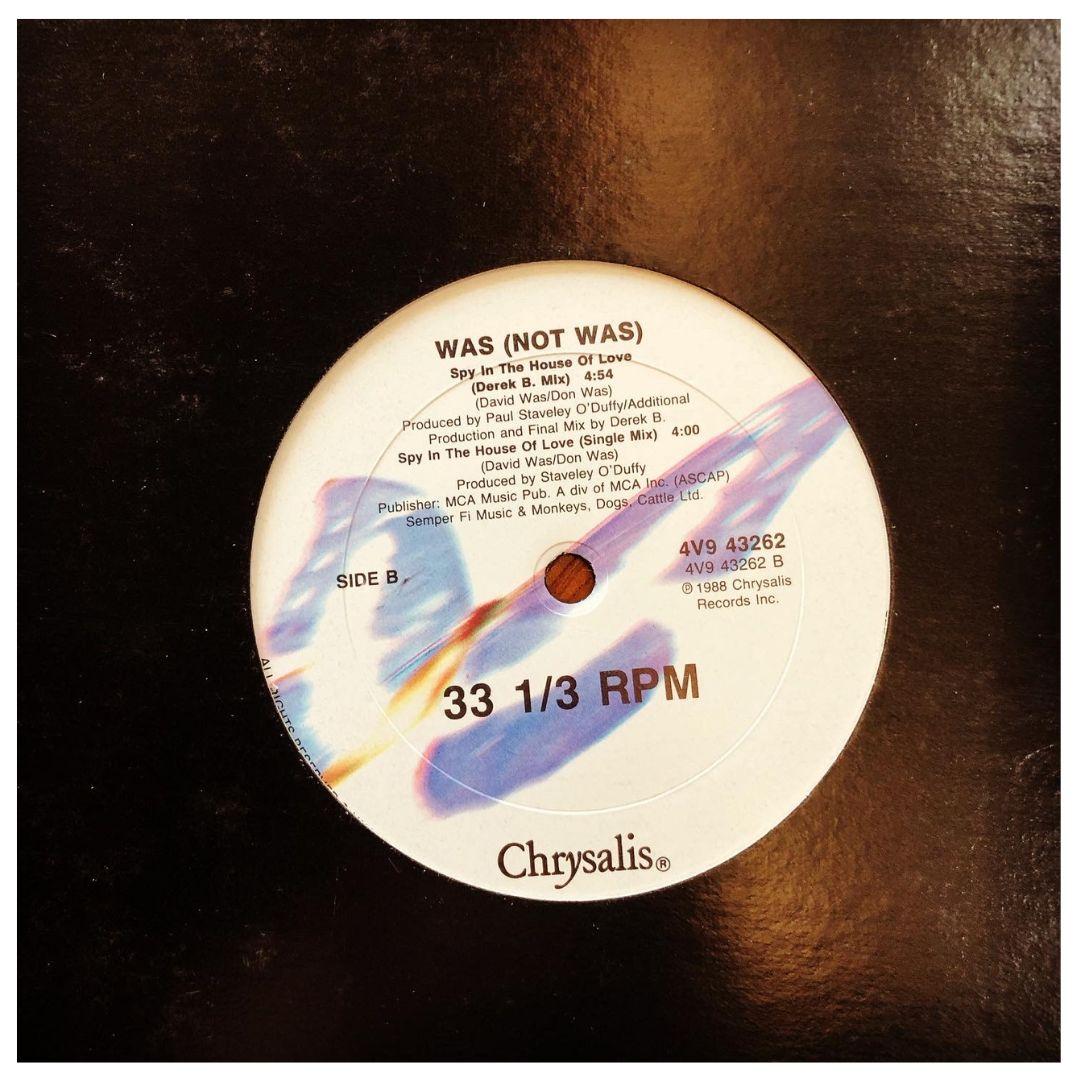 WAS (NOT WAS)
Spy In The House Of Love
(Derek B. Mix) 4:54
(David Was/Don Was)
Produced by Paul Staveley O'Duffy/Additional
Production and Final Mix by Derek B.
Spy In The House Of Love (Single Mix) 4:00
(David Was/Don Was)
Produced by Staveley O'Duffy
Publisher: MCA Music Pub. A div of MCA Inc. (ASCAP)
Semper Fi Music & Monkeys, Dogs, Cattle Ltd.
SIDE B
4V9 43262
4V9 43262 B
℗ 1988 Chrysalis
Records Inc.
ALL RIGHTS
33 1/3 RPM
Chrysalis®